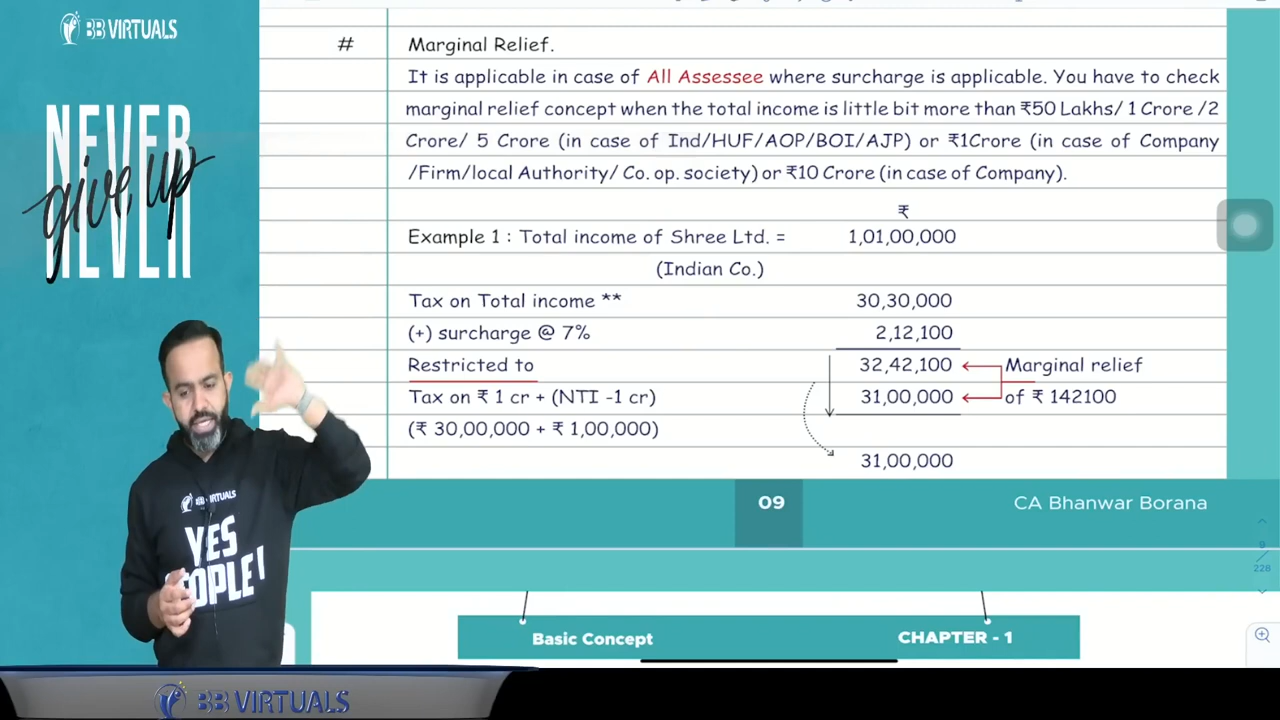 BB VIRTUALS
NEVER
give up
NEVER
BB VIRTUALS
YES
PEOPLE!
BB VIRTUALS
# Marginal Relief.
It is applicable in case of All Assessee where surcharge is applicable. You have to check
marginal relief concept when the total income is little bit more than ₹50 Lakhs/ 1 Crore /2
Crore/ 5 Crore (in case of Ind/HUF/AOP/BOI/AJP) or ₹1Crore (in case of Company
/Firm/local Authority/ Co. op. society) or ₹10 Crore (in case of Company).
₹
Example 1 : Total income of Shree Ltd. = 1,01,00,000
(Indian Co.)
Tax on Total income ** 30,30,000
(+) surcharge @ 7% 2,12,100
Restricted to 32,42,100 Marginal relief
Tax on ₹ 1 cr + (NTI -1 cr) 31,00,000 of ₹ 142100
(₹ 30,00,000 + ₹ 1,00,000)
31,00,000
09 CA Bhanwar Borana
9
228
Basic Concept CHAPTER - 1